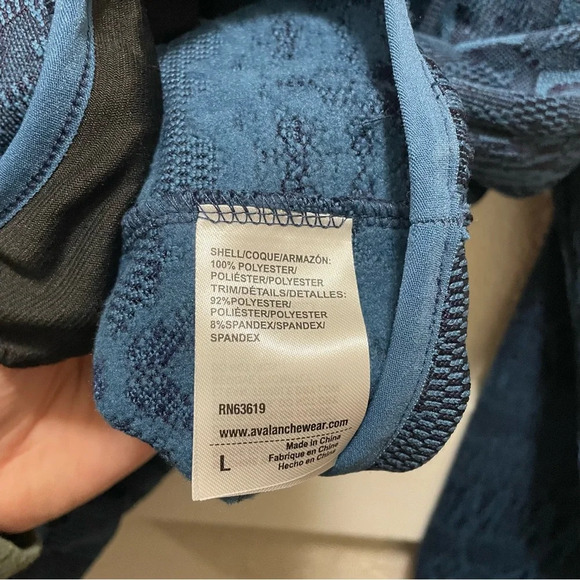 SHELL/COQUE/ARMAZÓN:
100% POLYESTER/
POLIÉSTER/POLYESTER
TRIM/DÉTAILS/DETALLES:
92%POLYESTER/
POLIÉSTER/POLYESTER/
8%SPANDEX/SPANDEX/
SPANDEX
RN63619
www.avalanchewear.com
L
Made in China
Fabrique en Chine
Hecho en China